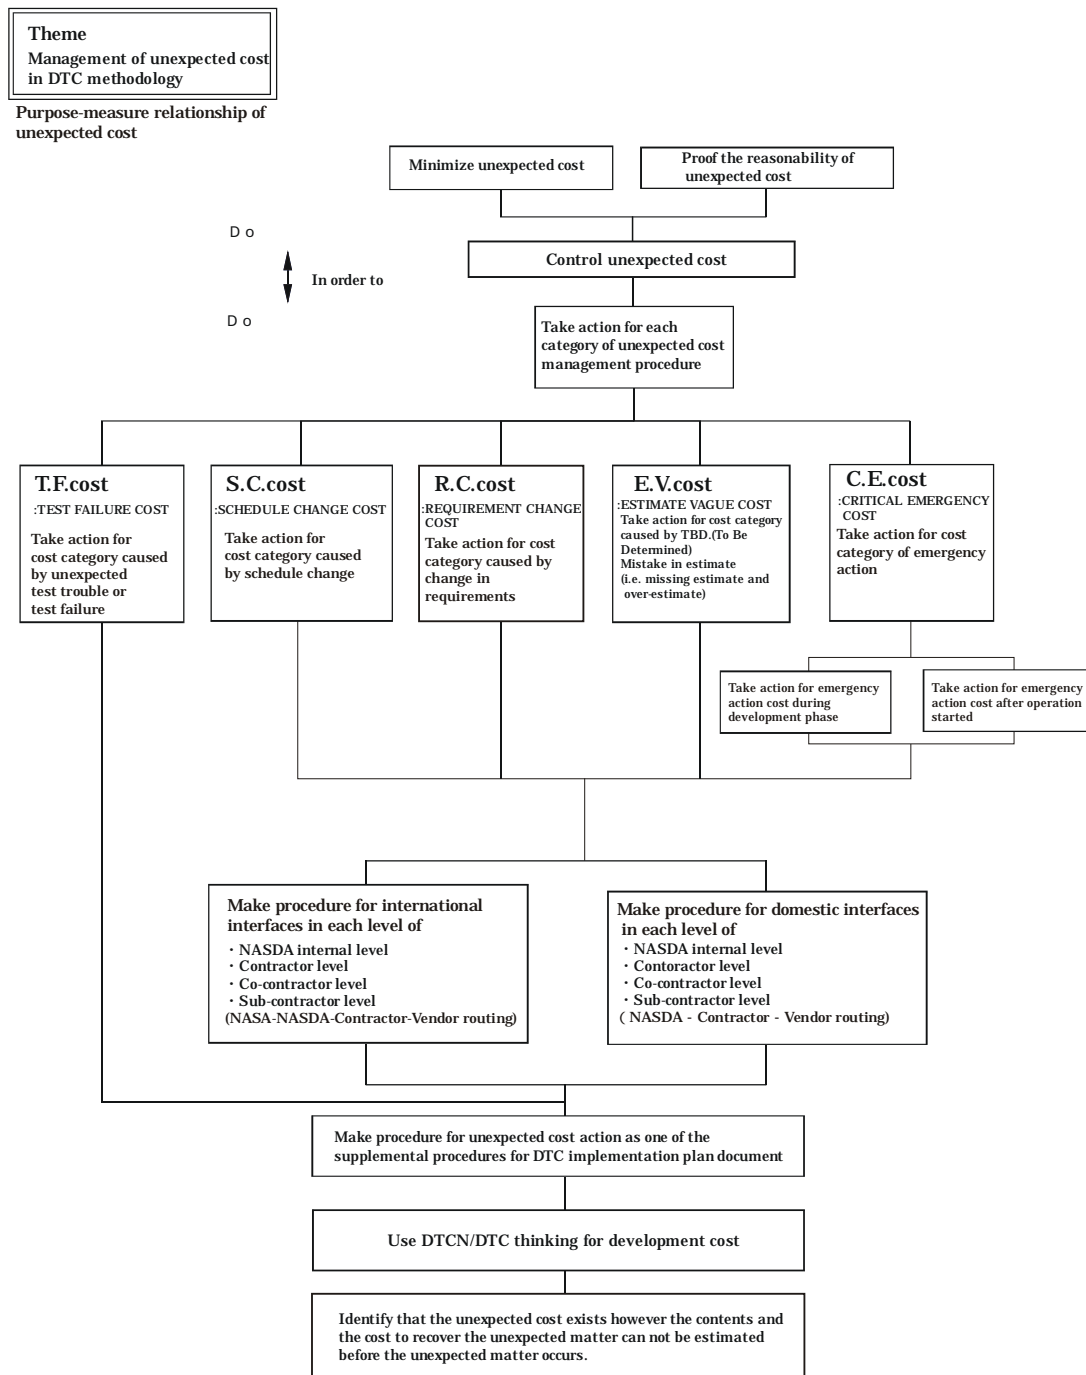 Theme
Management of unexpected cost
in DTC methodology
Purpose-measure relationship of
unexpected cost
Minimize unexpected cost
Proof the reasonability of
unexpected cost
Do
In order to
Do
Control unexpected cost
Take action for each
category of unexpected cost
management procedure
T.F.cost
:TEST FAILURE COST
Take action for
cost category caused
by unexpected
test trouble or
test failure
S.C.cost
:SCHEDULE CHANGE COST
Take action for
cost category caused
by schedule change
R.C.cost
:REQUIREMENT CHANGE
COST
Take action for cost
category caused by
change in
requirements
E.V.cost
:ESTIMATE VAGUE COST
Take action for cost category
caused by TBD.(To Be
Determined)
Mistake in estimate
(i.e. missing estimate and
over-estimate)
C.E.cost
:CRITICAL EMERGENCY
COST
Take action for cost
category of emergency
action
Take action for emergency
action cost during
development phase
Take action for emergency
action cost after operation
started
Make procedure for international
interfaces in each level of
・NASDA internal level
・Contractor level
・Co-contractor level
・Sub-contractor level
(NASA-NASDA-Contractor-Vendor routing)
Make procedure for domestic interfaces
in each level of
・NASDA internal level
・Contoractor level
・Co-contractor level
・Sub-contractor level
( NASDA - Contractor - Vendor routing)
Make procedure for unexpected cost action as one of the
supplemental procedures for DTC implementation plan document
Use DTCN/DTC thinking for development cost
Identify that the unexpected cost exists however the contents and
the cost to recover the unexpected matter can not be estimated
before the unexpected matter occurs.